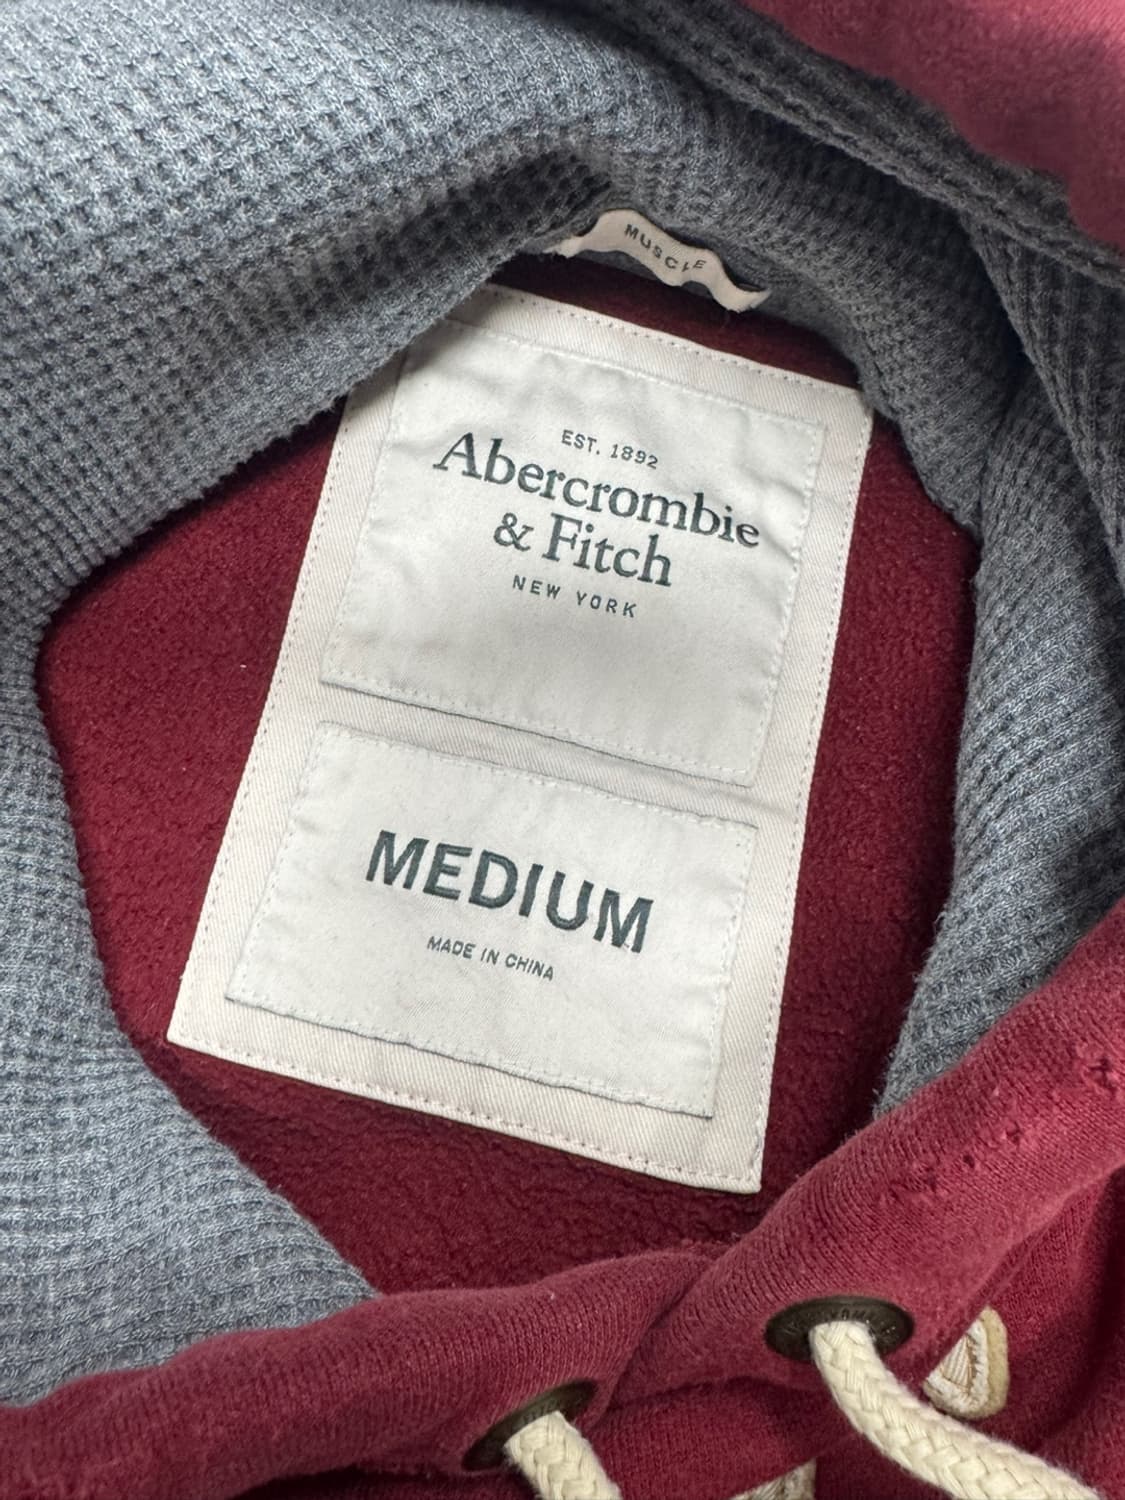 MUSCLE
EST. 1892
Abercrombie
& Fitch
NEW YORK
MEDIUM
MADE IN CHINA